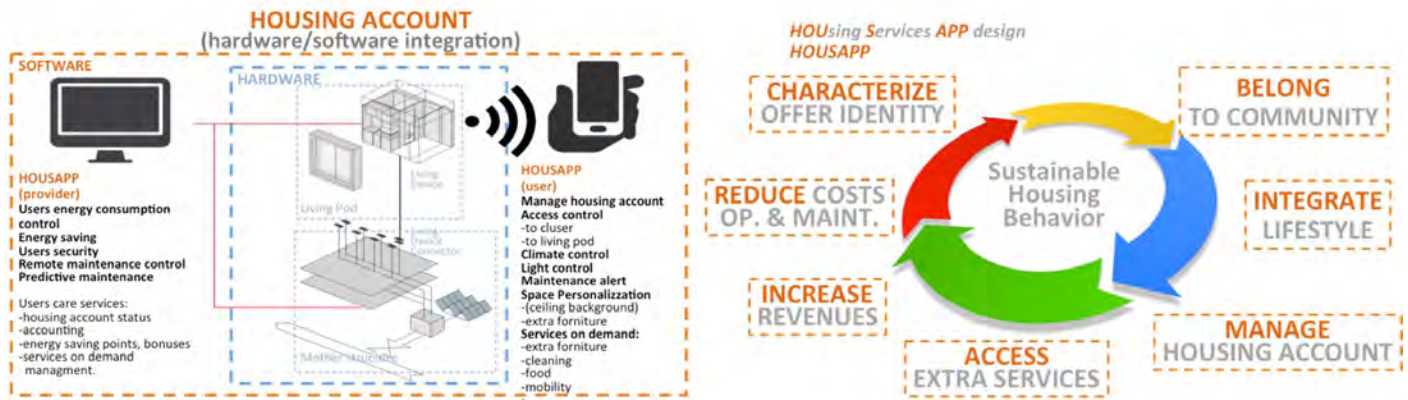 HOUSING ACCOUNT
(hardware/software integration)
SOFTWARE
HARDWARE
HOUSAPP
(provider)
Users energy consumption
control
Energy saving
Users security
Remote maintenance control
Predictive maintenance
Users care services:
-housing account status
-accounting
-energy saving points, bonuses
-services on demand
managment.
Living
Device
Living Pod
Living
Device
Connector
Mother structure
HOUSAPP
(user)
Manage housing account
Access control
-to cluser
-to living pod
Climate control
Light control
Maintenance alert
Space Personalizzation
-(ceiling background)
-extra forniture
Services on demand:
-extra forniture
-cleaning
-food
-mobility
HOUsing Services APP design
HOUSAPP
CHARACTERIZE
OFFER IDENTITY
BELONG
TO COMMUNITY
Sustainable
Housing
Behavior
REDUCE COSTS
OP. & MAINT.
INTEGRATE
LIFESTYLE
INCREASE
REVENUES
MANAGE
HOUSING ACCOUNT
ACCESS
EXTRA SERVICES